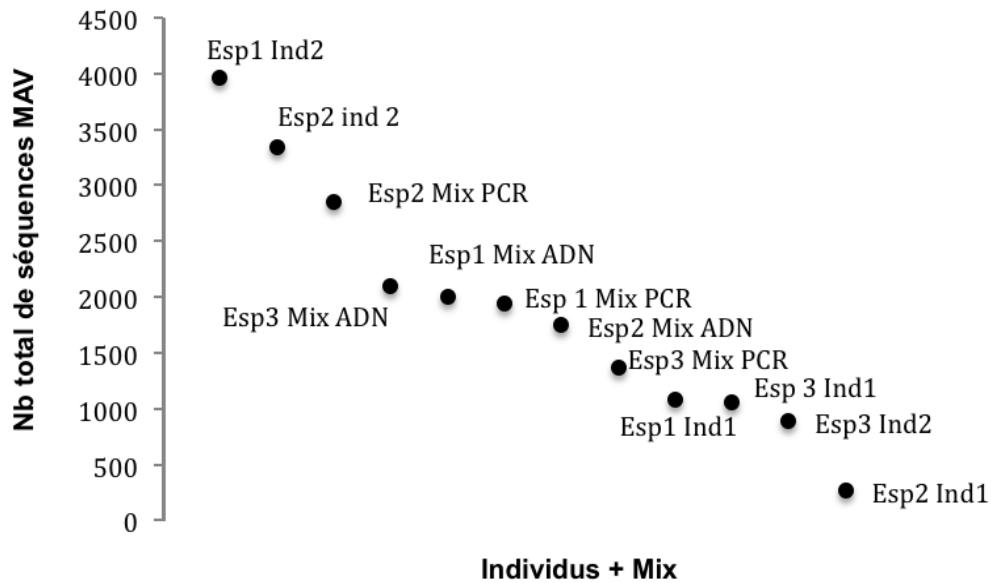 4500
4000
3500
3000
2500
2000
1500
1000
500
0
Nb total de séquences MAV
Esp1 Ind2
Esp2 ind 2
Esp2 Mix PCR
Esp1 Mix ADN
Esp3 Mix ADN
Esp 1 Mix PCR
Esp2 Mix ADN
Esp3 Mix PCR
Esp 3 Ind1
Esp1 Ind1
Esp3 Ind2
Esp2 Ind1
Individus + Mix